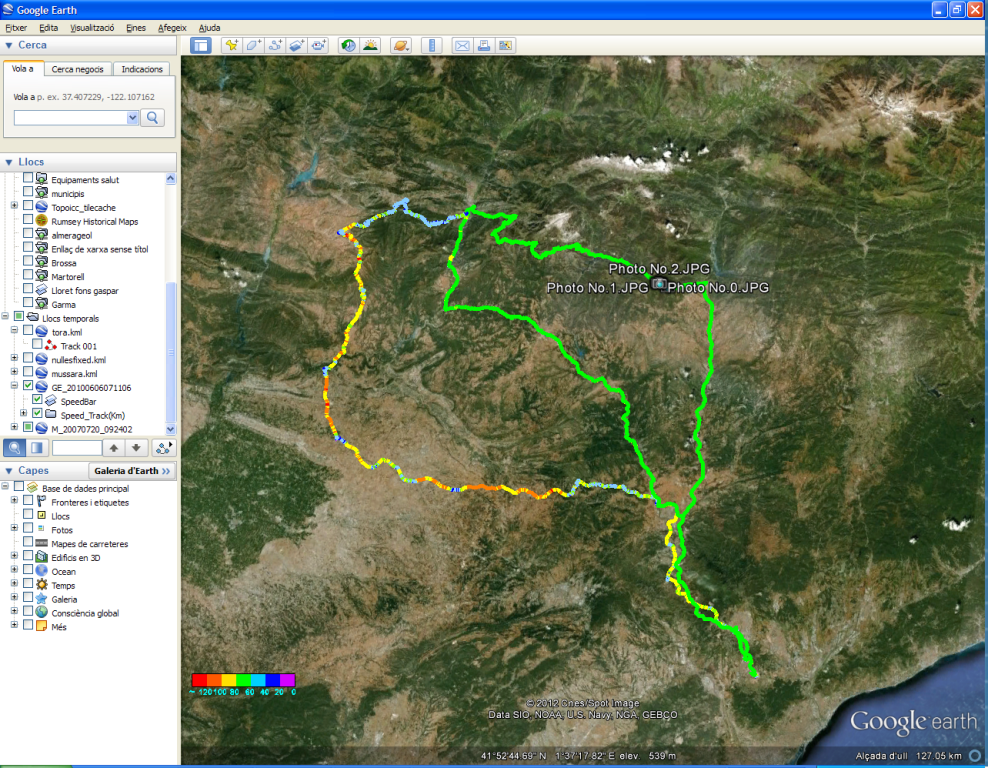 Google Earth
Fitxer Edita Visualització Eines Afegeix Ajuda
Cerca
Vola a Cerca negocis Indicacions
Vola a p. ex. 37.407229, -122.107162
Llocs
Equipaments salut
municipis
Topoicc_tilecache
Rumsey Historical Maps
almerageol
Enllaç de xarxa sense títol
Brossa
Martorell
Lloret fons gaspar
Garma
Llocs temporals
tora.kml
Track 001
nullesfixed.kml
mussara.kml
GE_20100606071106
SpeedBar
Speed_Track(Km)
M_20070720_092402
Capes
Galeria d'Earth »
Base de dades principal
Fronteres i etiquetes
Llocs
Fotos
Mapes de carreteres
Edificis en 3D
Ocean
Temps
Galeria
Consciència global
Més
Photo No.2.JPG
Photo No.1.JPG Photo No.0.JPG
~ 120 100 80 60 40 20 0
© 2012 Cnes/Spot Image
Data SIO, NOAA, U.S. Navy, NGA, GEBCO
Google earth
41°52'44.69" N 1°37'17.82" E elev. 539 m
Alçada d'ull 127.05 km